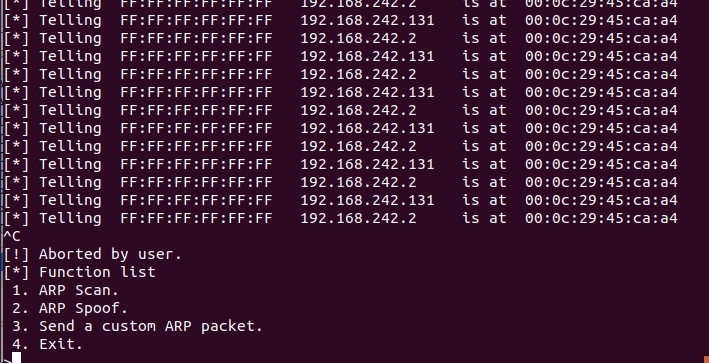 [*] Telling  FF:FF:FF:FF:FF:FF   192.168.242.2     is at  00:0c:29:45:ca:a4
[*] Telling  FF:FF:FF:FF:FF:FF   192.168.242.131   is at  00:0c:29:45:ca:a4
[*] Telling  FF:FF:FF:FF:FF:FF   192.168.242.2     is at  00:0c:29:45:ca:a4
[*] Telling  FF:FF:FF:FF:FF:FF   192.168.242.131   is at  00:0c:29:45:ca:a4
[*] Telling  FF:FF:FF:FF:FF:FF   192.168.242.2     is at  00:0c:29:45:ca:a4
[*] Telling  FF:FF:FF:FF:FF:FF   192.168.242.131   is at  00:0c:29:45:ca:a4
[*] Telling  FF:FF:FF:FF:FF:FF   192.168.242.2     is at  00:0c:29:45:ca:a4
[*] Telling  FF:FF:FF:FF:FF:FF   192.168.242.131   is at  00:0c:29:45:ca:a4
[*] Telling  FF:FF:FF:FF:FF:FF   192.168.242.2     is at  00:0c:29:45:ca:a4
[*] Telling  FF:FF:FF:FF:FF:FF   192.168.242.131   is at  00:0c:29:45:ca:a4
[*] Telling  FF:FF:FF:FF:FF:FF   192.168.242.2     is at  00:0c:29:45:ca:a4
[*] Telling  FF:FF:FF:FF:FF:FF   192.168.242.131   is at  00:0c:29:45:ca:a4
[*] Telling  FF:FF:FF:FF:FF:FF   192.168.242.2     is at  00:0c:29:45:ca:a4
^C
[!] Aborted by user.
[*] Function list
 1. ARP Scan.
 2. ARP Spoof.
 3. Send a custom ARP packet.
 4. Exit.
>